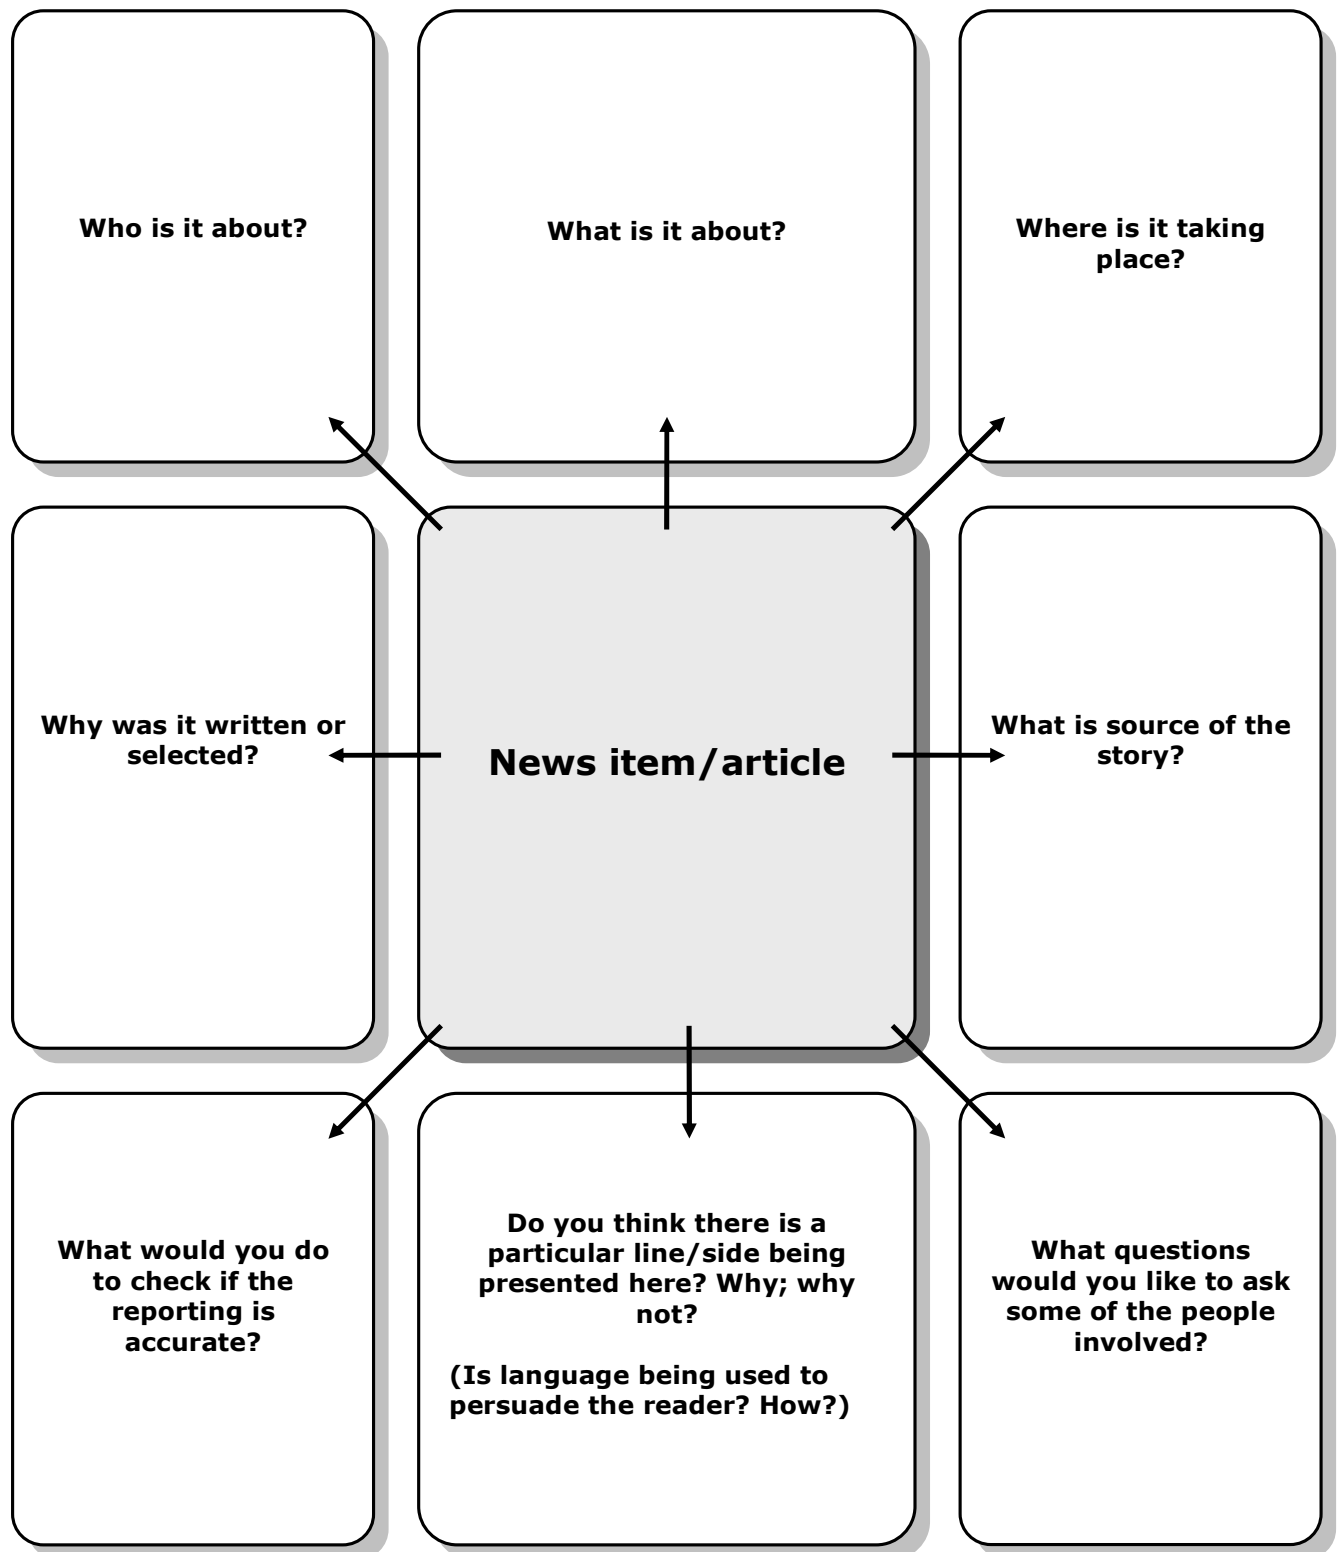 Who is it about?
What is it about?
Where is it taking
place?
Why was it written or
selected?
News item/article
What is source of the
story?
What would you do
to check if the
reporting is
accurate?
Do you think there is a
particular line/side being
presented here? Why; why
not?
(Is language being used to
persuade the reader? How?)
What questions
would you like to ask
some of the people
involved?